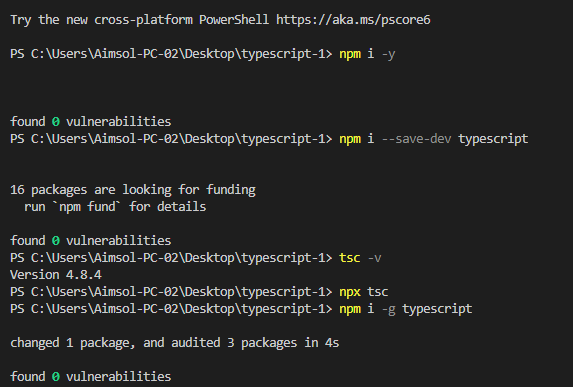 Try the new cross-platform PowerShell https://aka.ms/pscore6
PS C:\Users\Aimsol-PC-02\Desktop\typescript-1> npm i -y
found 0 vulnerabilities
PS C:\Users\Aimsol-PC-02\Desktop\typescript-1> npm i --save-dev typescript
16 packages are looking for funding
  run `npm fund` for details
found 0 vulnerabilities
PS C:\Users\Aimsol-PC-02\Desktop\typescript-1> tsc -v
Version 4.8.4
PS C:\Users\Aimsol-PC-02\Desktop\typescript-1> npx tsc
PS C:\Users\Aimsol-PC-02\Desktop\typescript-1> npm i -g typescript
changed 1 package, and audited 3 packages in 4s
found 0 vulnerabilities